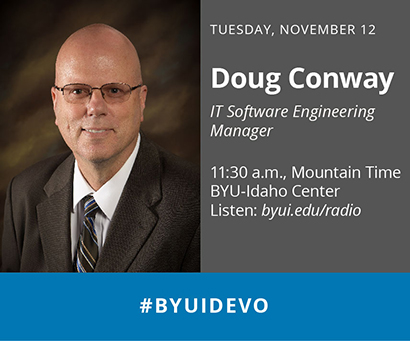 TUESDAY, NOVEMBER 12
Doug Conway
IT Software Engineering
Manager
11:30 a.m., Mountain Time
BYU-Idaho Center
Listen: byui.edu/radio
#BYUIDEVO